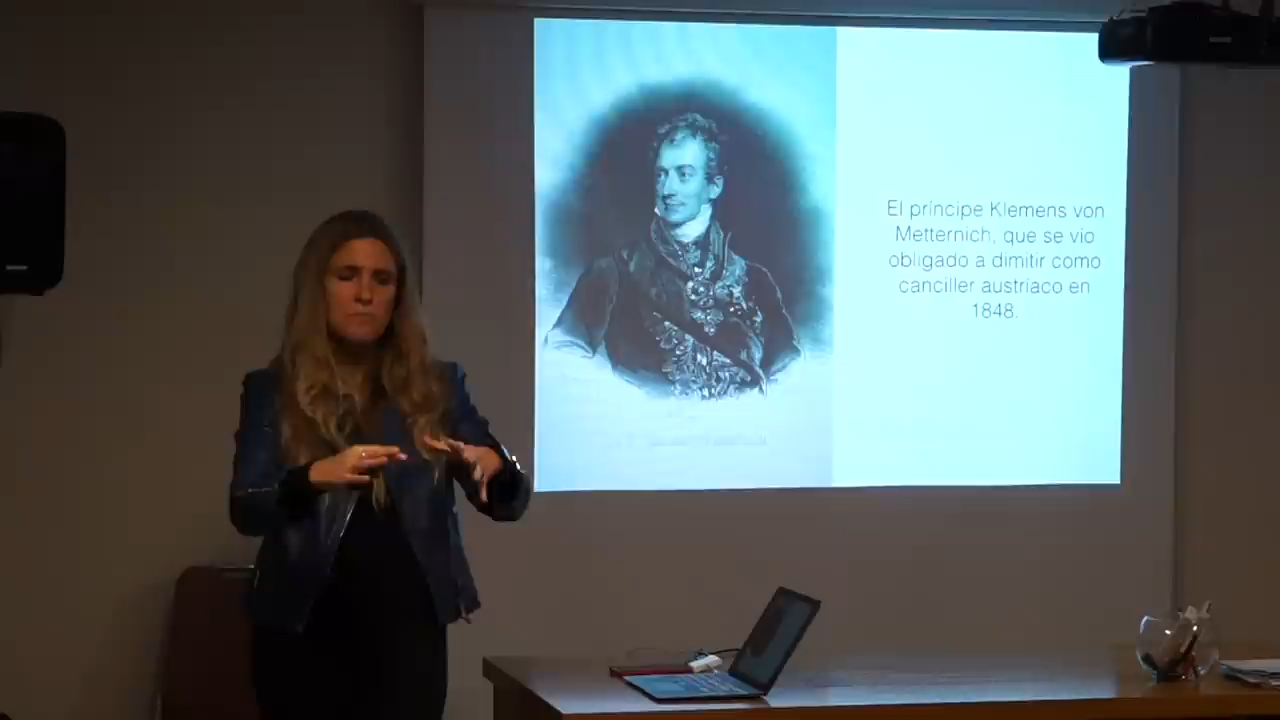 El príncipe Klemens von
Metternich, que se vio
obligado a dimitir como
canciller austriaco en
1848.